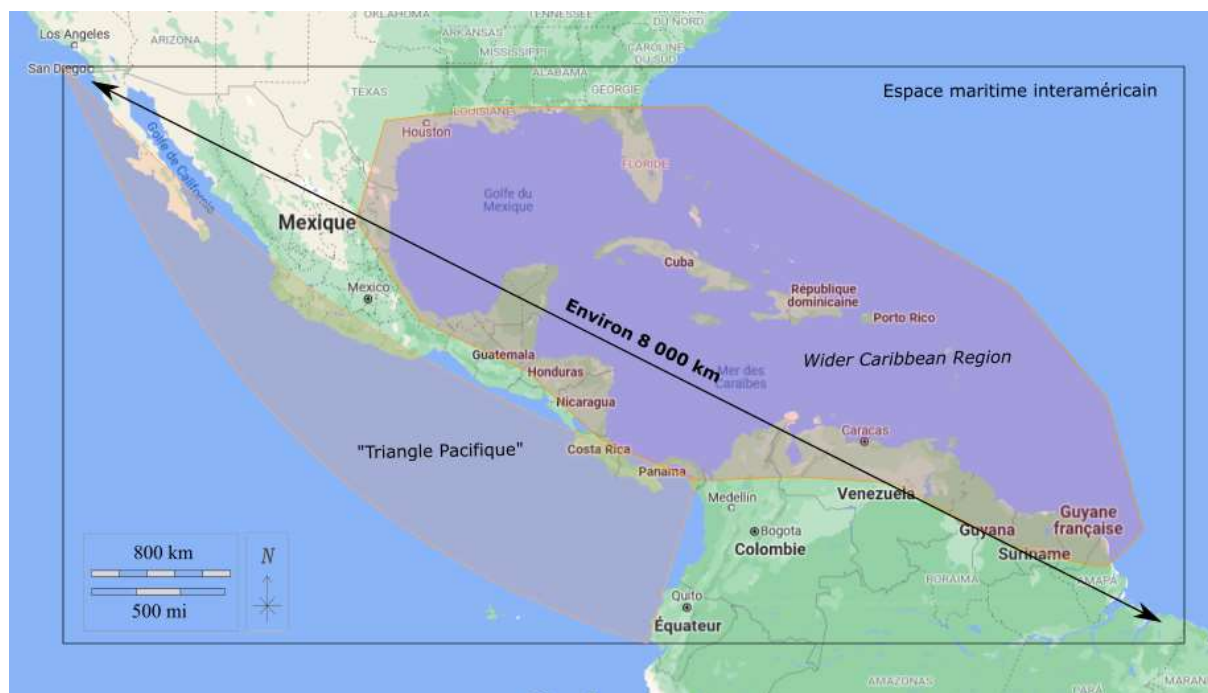 OKLAHOMA
TENNESSEE
CAROLINE
DU NORD
Los Angeles
ARIZONA
ARKANSAS
MISSISSIPPI
CAROLINE
DU SUD
San Diego
ALABAMA
TEXAS
GÉORGIE
Espace maritime interaméricain
LOUISIANE
Houston
Golfe de Californie
FLORIDE
Golfe du
Mexique
Mexique
Cuba
Mexico
République
dominicaine
Porto Rico
Environ 8 000 km
Guatemala
Wider Caribbean Region
Honduras
Mer des
Caraïbes
Nicaragua
Caracas
"Triangle Pacifique"
Costa Rica
Panama
Medellín
Venezuela
Guyane
française
Bogota
Guyana
Colombie
Suriname
800 km
N
500 mi
RORAIMA
AMAPÁ
Quito
Équateur
AMAZONAS
PARÁ
MARAN